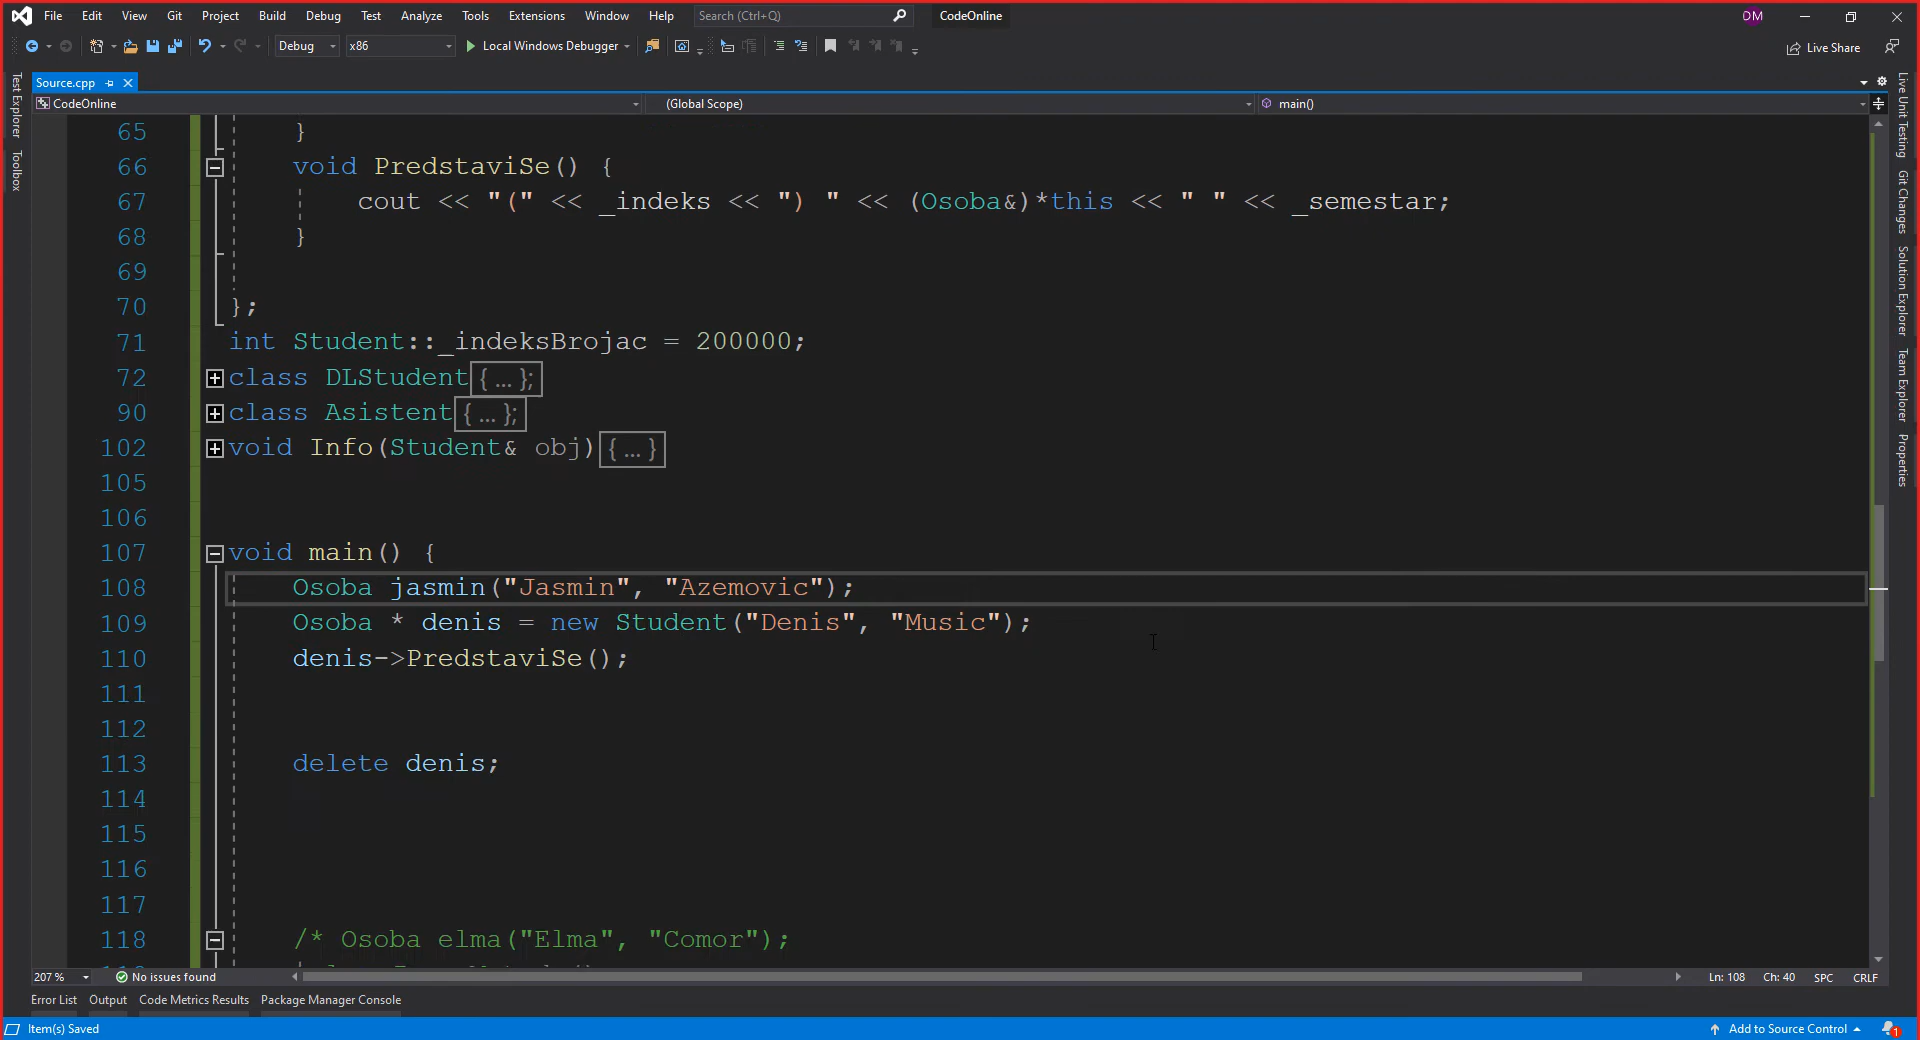 File Edit View Git Project Build Debug Test Analyze Tools Extensions Window Help Search (Ctrl+Q) CodeOnline DM
Debug x86 Local Windows Debugger Live Share
Source.cpp
CodeOnline (Global Scope) main()
Test Explorer
Toolbox
Live Unit Testing
Git Changes
Solution Explorer
Team Explorer
Properties
65 }
66 void PredstaviSe() {
67 cout << "(" << _indeks << ") " << (Osoba&)*this << " " << _semestar;
68 }
69
70 };
71 int Student::_indeksBrojac = 200000;
72 class DLStudent{ ... };
90 class Asistent{ ... };
102 void Info(Student& obj){ ... }
105
106
107 void main() {
108 Osoba jasmin("Jasmin", "Azemovic");
109 Osoba * denis = new Student("Denis", "Music");
110 denis->PredstaviSe();
111
112
113 delete denis;
114
115
116
117
118 /* Osoba elma("Elma", "Comor");
207 % No issues found Ln: 108 Ch: 40 SPC CRLF
Error List Output Code Metrics Results Package Manager Console
Item(s) Saved Add to Source Control 1